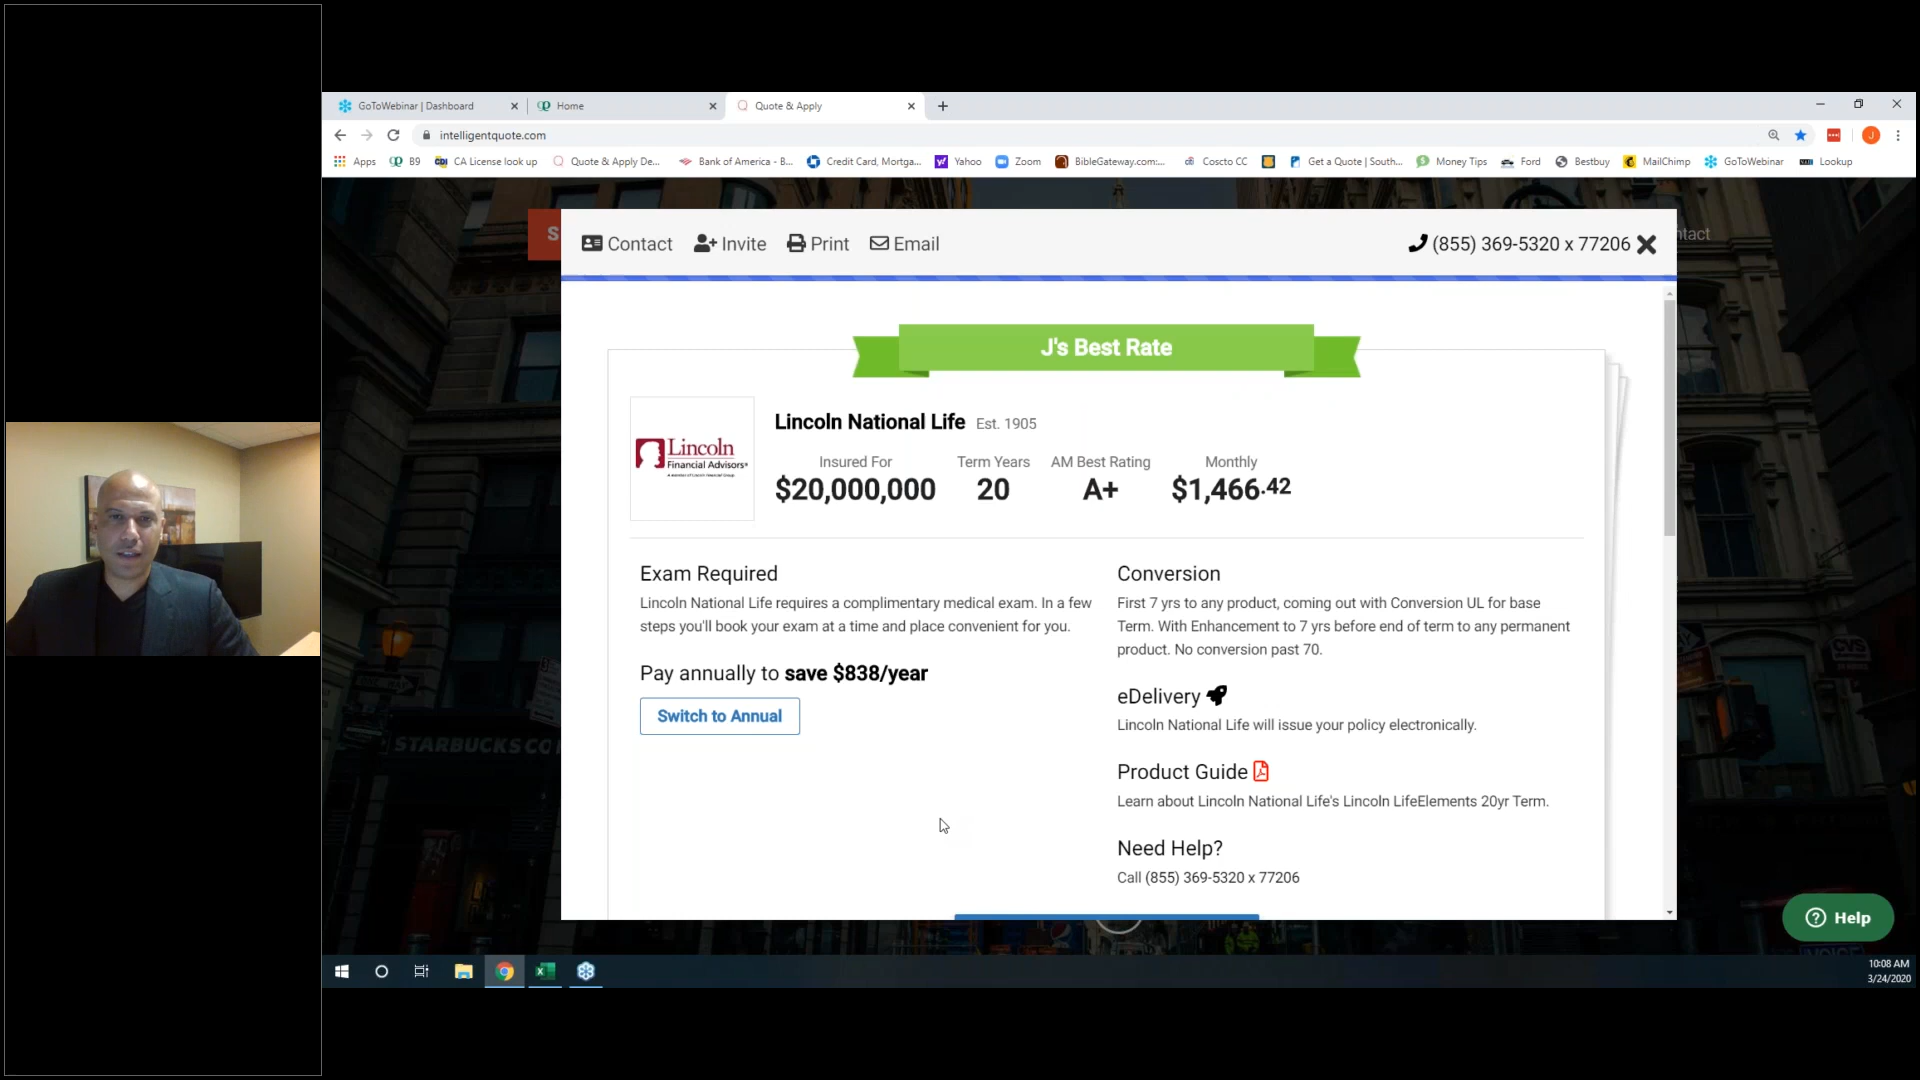 GoToWebinar | Dashboard
Home
Quote & Apply
intelligentquote.com
Apps
B9
CA License look up
Quote & Apply De...
Bank of America - B...
Credit Card, Mortga...
Yahoo
Zoom
BibleGateway.com:...
Coscto CC
Get a Quote | South...
Money Tips
Ford
Bestbuy
MailChimp
GoToWebinar
Lookup
J
S
Contact
Invite
Print
Email
(855) 369-5320 x 77206
ntact
J's Best Rate
Lincoln
Financial Advisors
Lincoln National Life Est. 1905
Insured For
$20,000,000
Term Years
20
AM Best Rating
A+
Monthly
$1,466.42
Exam Required
Lincoln National Life requires a complimentary medical exam. In a few
steps you'll book your exam at a time and place convenient for you.
Pay annually to save $838/year
Switch to Annual
Conversion
First 7 yrs to any product, coming out with Conversion UL for base
Term. With Enhancement to 7 yrs before end of term to any permanent
product. No conversion past 70.
eDelivery
Lincoln National Life will issue your policy electronically.
Product Guide
Learn about Lincoln National Life's Lincoln LifeElements 20yr Term.
Need Help?
Call (855) 369-5320 x 77206
STARBUCKS CO
CVS
Help
10:08 AM
3/24/2020